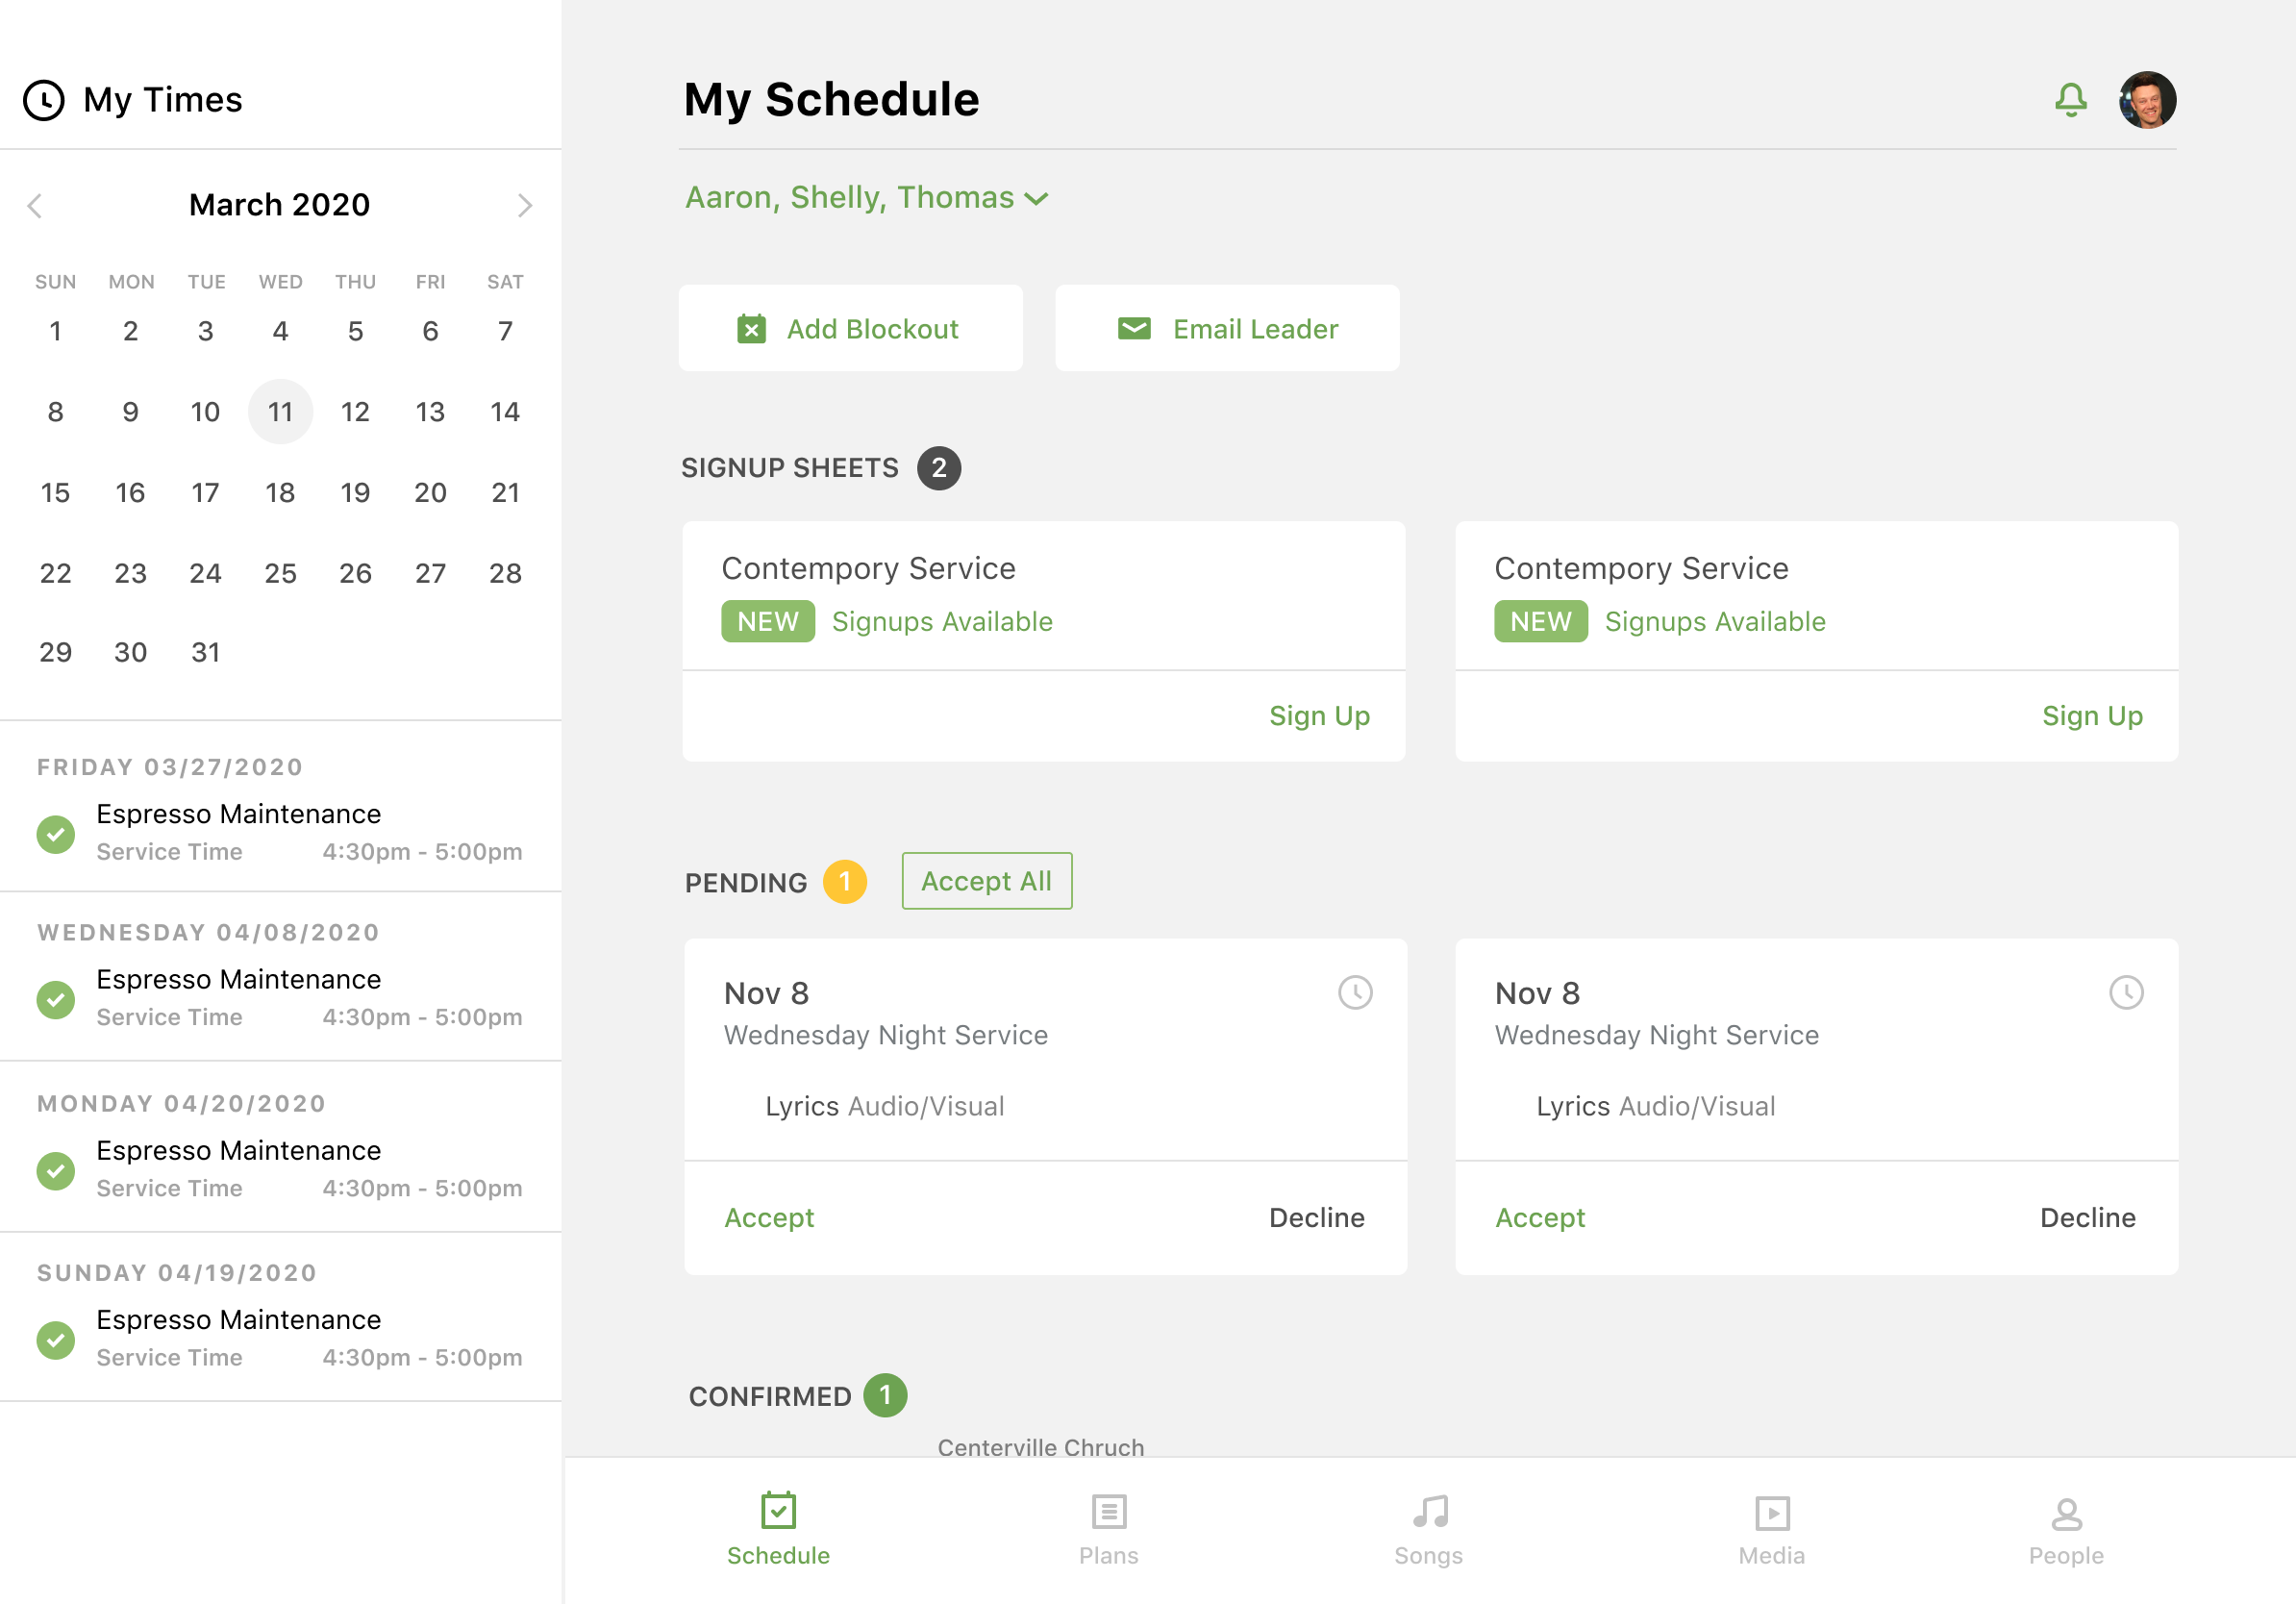 My Times
March 2020
SUN MON TUE WED THU FRI SAT
1 2 3 4 5 6 7
8 9 10 11 12 13 14
15 16 17 18 19 20 21
22 23 24 25 26 27 28
29 30 31
FRIDAY 03/27/2020
Espresso Maintenance
Service Time 4:30pm - 5:00pm
WEDNESDAY 04/08/2020
Espresso Maintenance
Service Time 4:30pm - 5:00pm
MONDAY 04/20/2020
Espresso Maintenance
Service Time 4:30pm - 5:00pm
SUNDAY 04/19/2020
Espresso Maintenance
Service Time 4:30pm - 5:00pm
My Schedule
Aaron, Shelly, Thomas
Add Blockout
Email Leader
SIGNUP SHEETS 2
Contempory Service
NEW Signups Available
Sign Up
Contempory Service
NEW Signups Available
Sign Up
PENDING 1 Accept All
Nov 8
Wednesday Night Service
Lyrics Audio/Visual
Accept Decline
Nov 8
Wednesday Night Service
Lyrics Audio/Visual
Accept Decline
CONFIRMED 1
Centerville Chruch
Schedule Plans Songs Media People